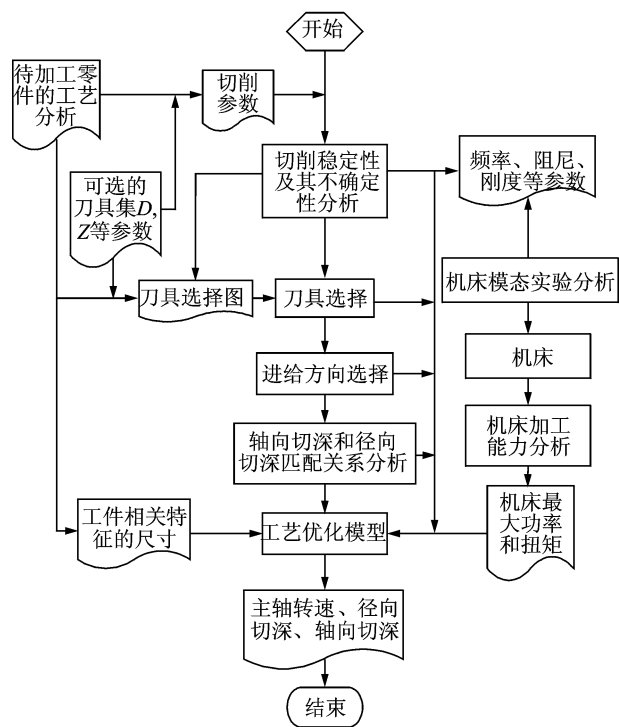 开始
待加工零
件的工艺
分析
切削
参数
切削稳定性
及其不确定
性分析
频率、阻尼、
刚度等参数
可选的
刀具集D,
Z等参数
机床模态实验分析
刀具选择图
刀具选择
机床
进给方向选择
机床加工
能力分析
轴向切深和径向
切深匹配关系分析
机床最
大功率
和扭矩
工件相关特
征的尺寸
工艺优化模型
主轴转速、径向
切深、轴向切深
结束